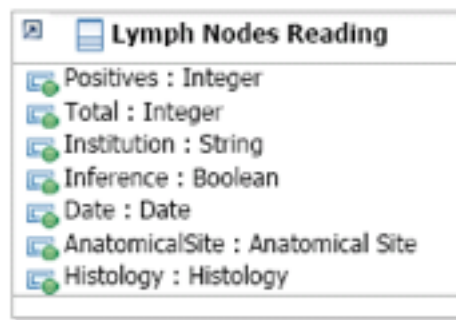 Lymph Nodes Reading
Positives : Integer
Total : Integer
Institution : String
Inference : Boolean
Date : Date
AnatomicalSite : Anatomical Site
Histology : Histology